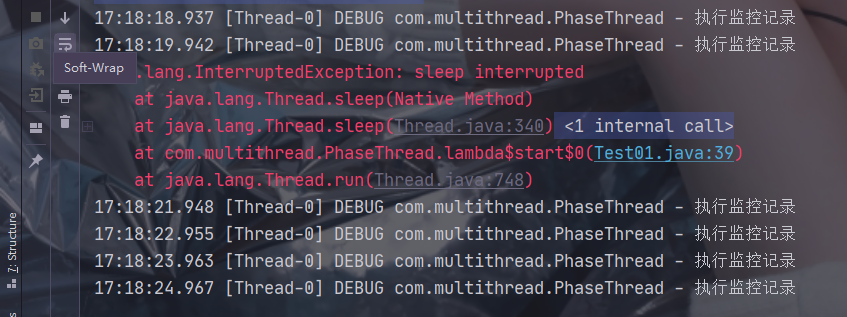 17:18:18.937 [Thread-0] DEBUG com.multithread.PhaseThread - 执行监控记录
17:18:19.942 [Thread-0] DEBUG com.multithread.PhaseThread - 执行监控记录
Soft-Wrap
.lang.InterruptedException: sleep interrupted
at java.lang.Thread.sleep(Native Method)
at java.lang.Thread.sleep(Thread.java:340) <1 internal call>
at com.multithread.PhaseThread.lambda$start$0(Test01.java:39)
at java.lang.Thread.run(Thread.java:748)
17:18:21.948 [Thread-0] DEBUG com.multithread.PhaseThread - 执行监控记录
17:18:22.955 [Thread-0] DEBUG com.multithread.PhaseThread - 执行监控记录
17:18:23.963 [Thread-0] DEBUG com.multithread.PhaseThread - 执行监控记录
17:18:24.967 [Thread-0] DEBUG com.multithread.PhaseThread - 执行监控记录
7: Structure